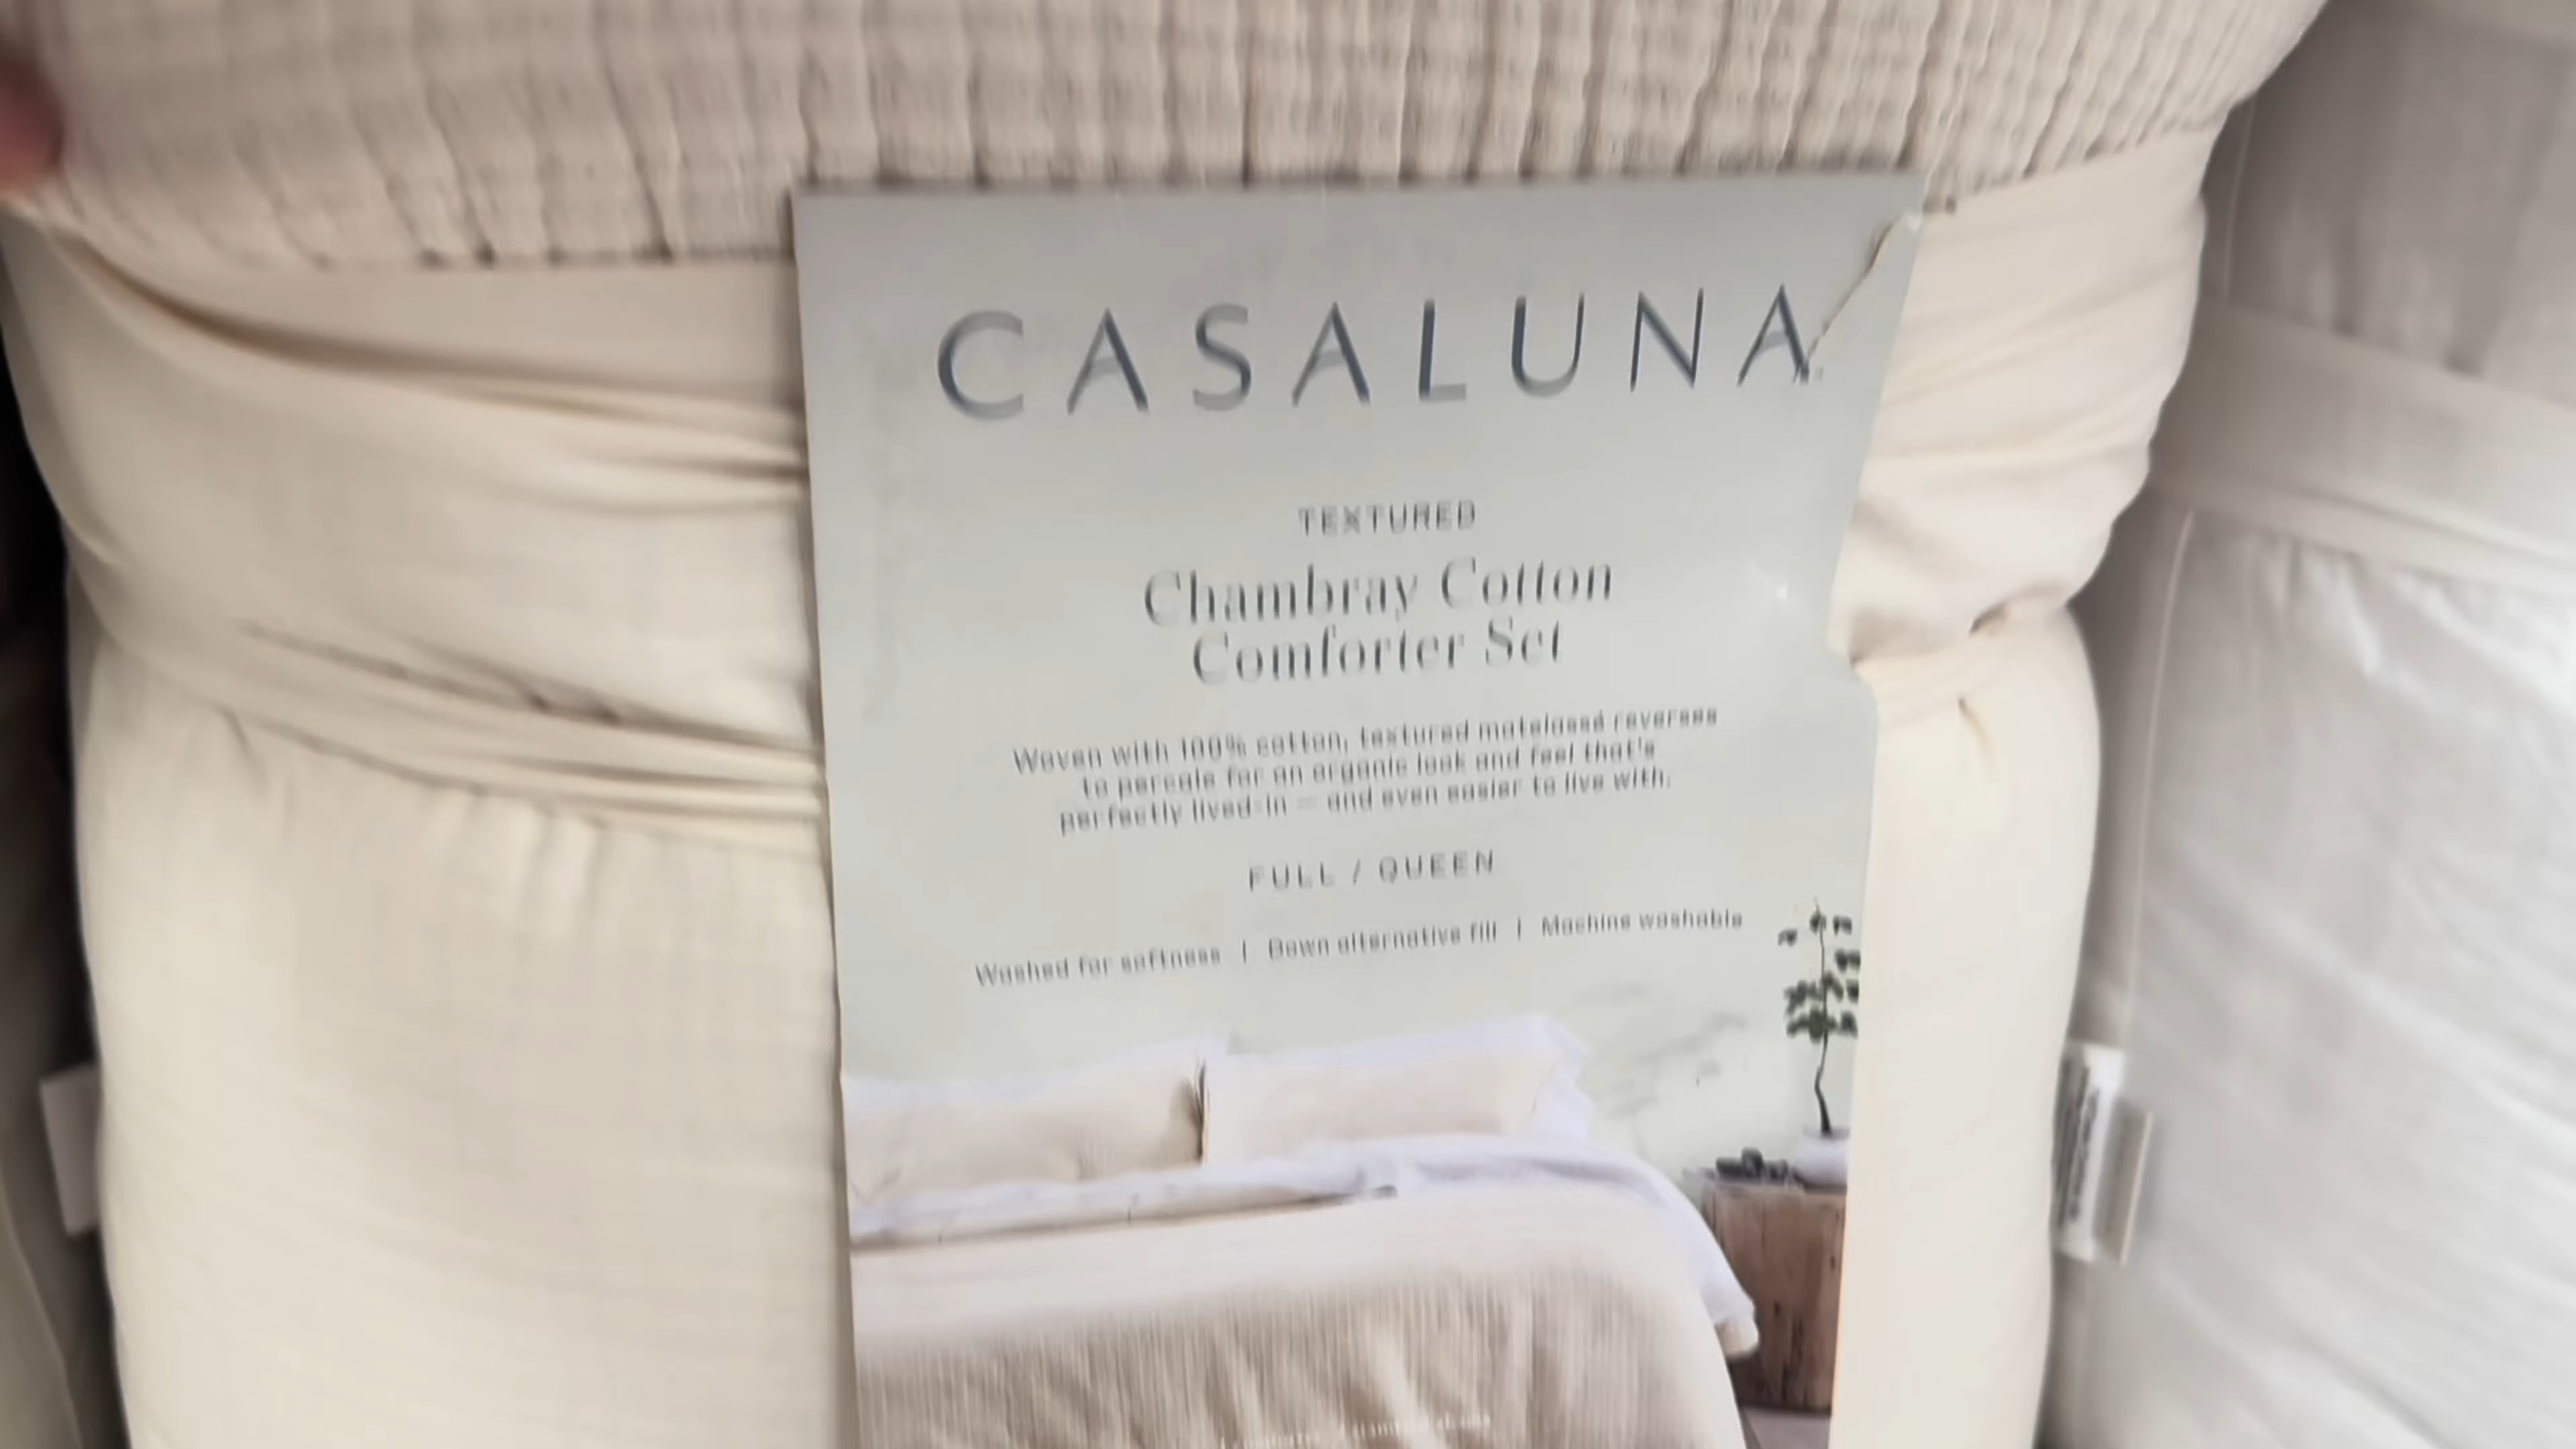 CASALUNA
TEXTURED
Chambray Cotton
Comforter Set
Woven with 100% cotton, textured matelassé reverses
to percale for an organic look and feel that's
perfectly lived-in — and even easier to live with.
FULL / QUEEN
Washed for softness | Down alternative fill | Machine washable